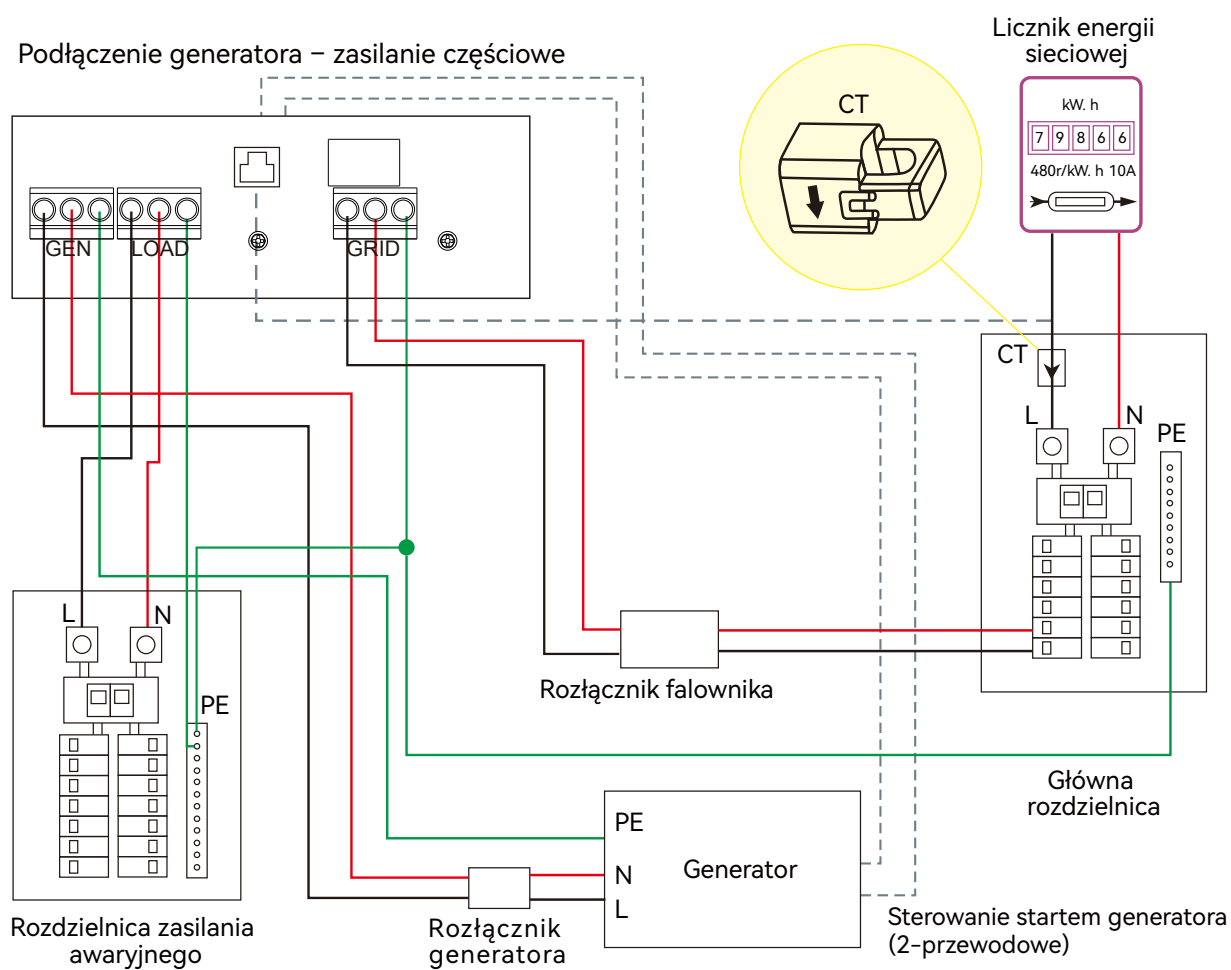 Podłączenie generatora – zasilanie częściowe
Licznik energii
sieciowej
CT
kW. h
7 9 8 6 6
480r/kW. h 10A
GEN
LOAD
GRID
CT
L
N
PE
L
N
PE
Rozłącznik falownika
Główna
rozdzielnica
PE
Generator
N
L
Rozdzielnica zasilania
awaryjnego
Rozłącznik
generatora
Sterowanie startem generatora
(2-przewodowe)